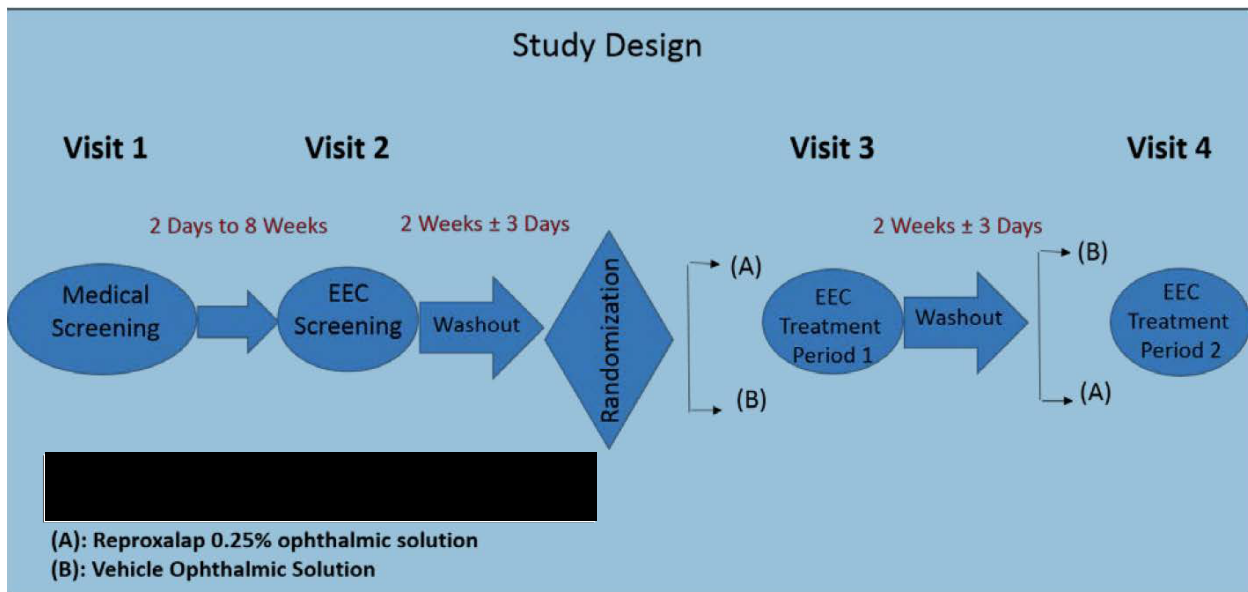 Study Design
Visit 1
Visit 2
Visit 3
Visit 4
2 Days to 8 Weeks
2 Weeks ± 3 Days
2 Weeks ± 3 Days
Medical
Screening
EEC
Screening
Washout
Randomization
(A)
(B)
EEC
Treatment
Period 1
Washout
(B)
(A)
EEC
Treatment
Period 2
(A): Reproxalap 0.25% ophthalmic solution
(B): Vehicle Ophthalmic Solution